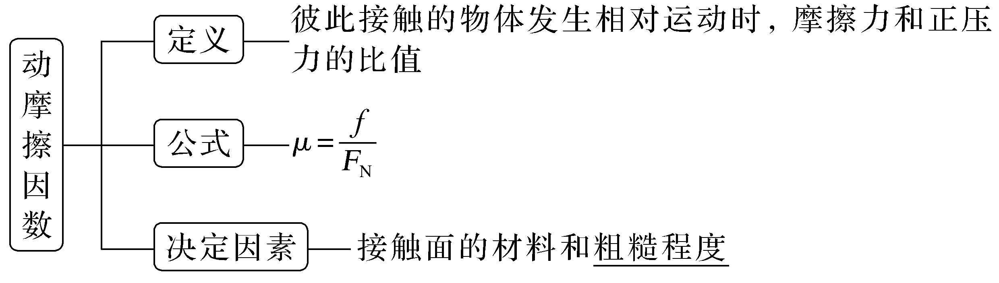 动摩擦因数
定义
彼此接触的物体发生相对运动时，摩擦力和正压
力的比值
公式
μ=f/F_N
决定因素
接触面的材料和粗糙程度